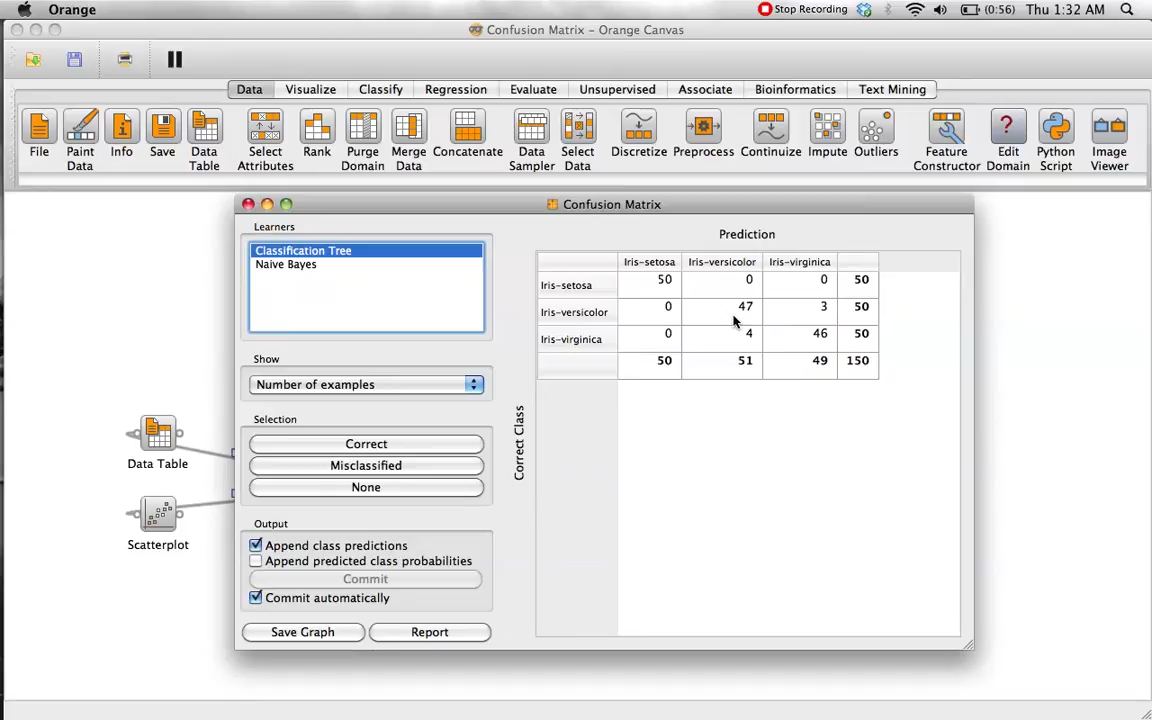 Orange
Stop Recording
(0:56)
Thu 1:32 AM
Confusion Matrix - Orange Canvas
Data
Visualize
Classify
Regression
Evaluate
Unsupervised
Associate
Bioinformatics
Text Mining
File
Paint Data
Info
Save
Data Table
Select Attributes
Rank
Purge Domain
Merge Data
Concatenate
Data Sampler
Select Data
Discretize
Preprocess
Continuize
Impute
Outliers
Feature Constructor
Edit Domain
Python Script
Image Viewer
Confusion Matrix
Learners
Classification Tree
Naive Bayes
Show
Number of examples
Selection
Correct
Misclassified
None
Output
Append class predictions
Append predicted class probabilities
Commit
Commit automatically
Save Graph
Report
Prediction
Correct Class
Iris-setosa Iris-versicolor Iris-virginica
Iris-setosa 50 0 0 50
Iris-versicolor 0 47 3 50
Iris-virginica 0 4 46 50
50 51 49 150
Data Table
Scatterplot